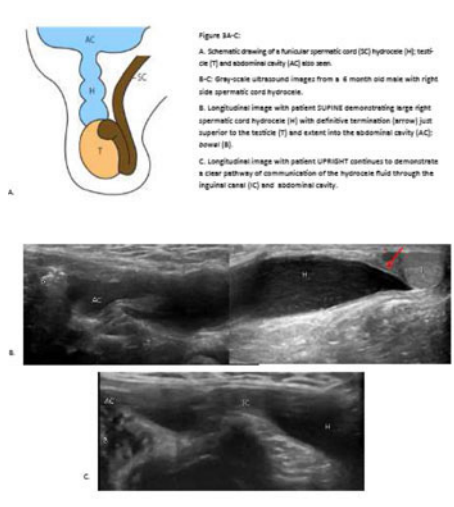 Figure 3A-C:
A. Schematic drawing of a funicular spermatic cord (SC) hydrocele (H); testi-
cle (T) and abdominal cavity (AC) also seen.
B-C: Gray-scale ultrasound images from a 6 month old male with right
side spermatic cord hydrocele.
B. Longitudinal image with patient SUPINE demonstrating large right
spermatic cord hydrocele (H) with definitive termination (arrow) just
superior to the testicle (T) and extent into the abdominal cavity (AC);
bowel (B).
C. Longitudinal image with patient UPRIGHT continues to demonstrate
a clear pathway of communication of the hydrocele fluid through the
inguinal canal (IC) and abdominal cavity.
AC
SC
H
T
A.
B
AC
H
T
B.
AC
H
C.